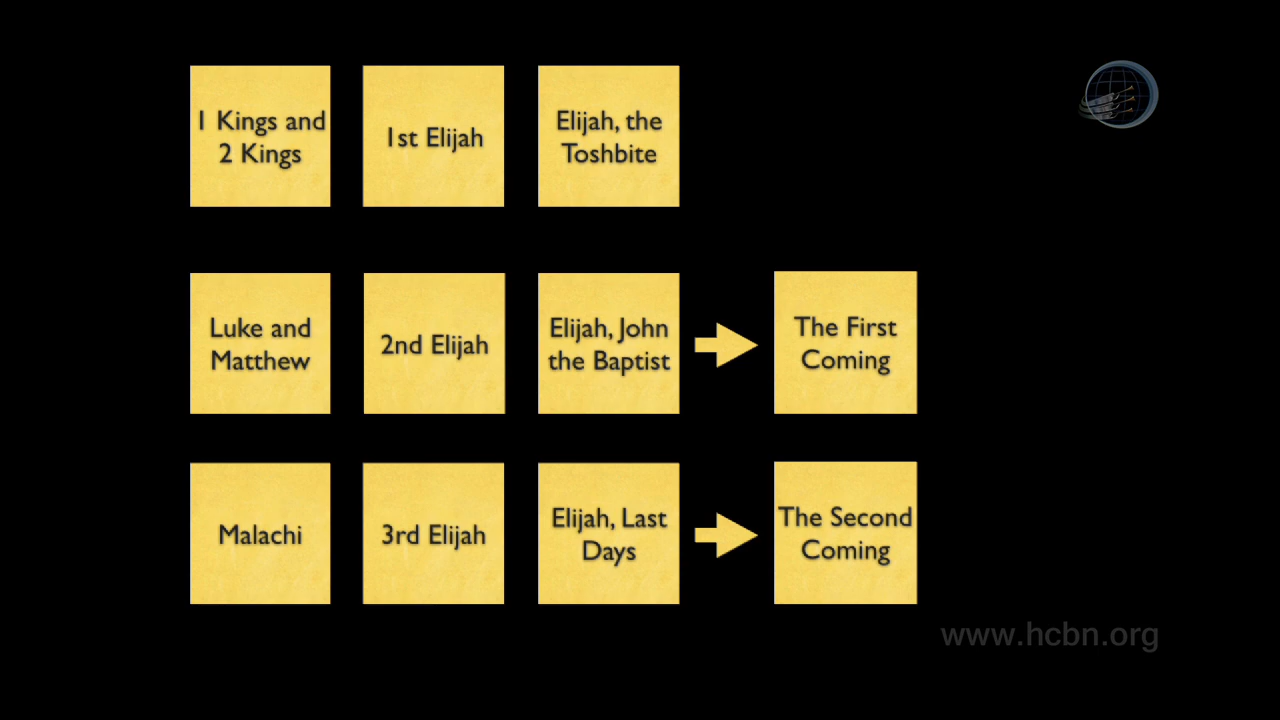 1 Kings and
2 Kings
1st Elijah
Elijah, the
Toshbite
Luke and
Matthew
2nd Elijah
Elijah, John
the Baptist
The First
Coming
Malachi
3rd Elijah
Elijah, Last
Days
The Second
Coming
www.hcbn.org